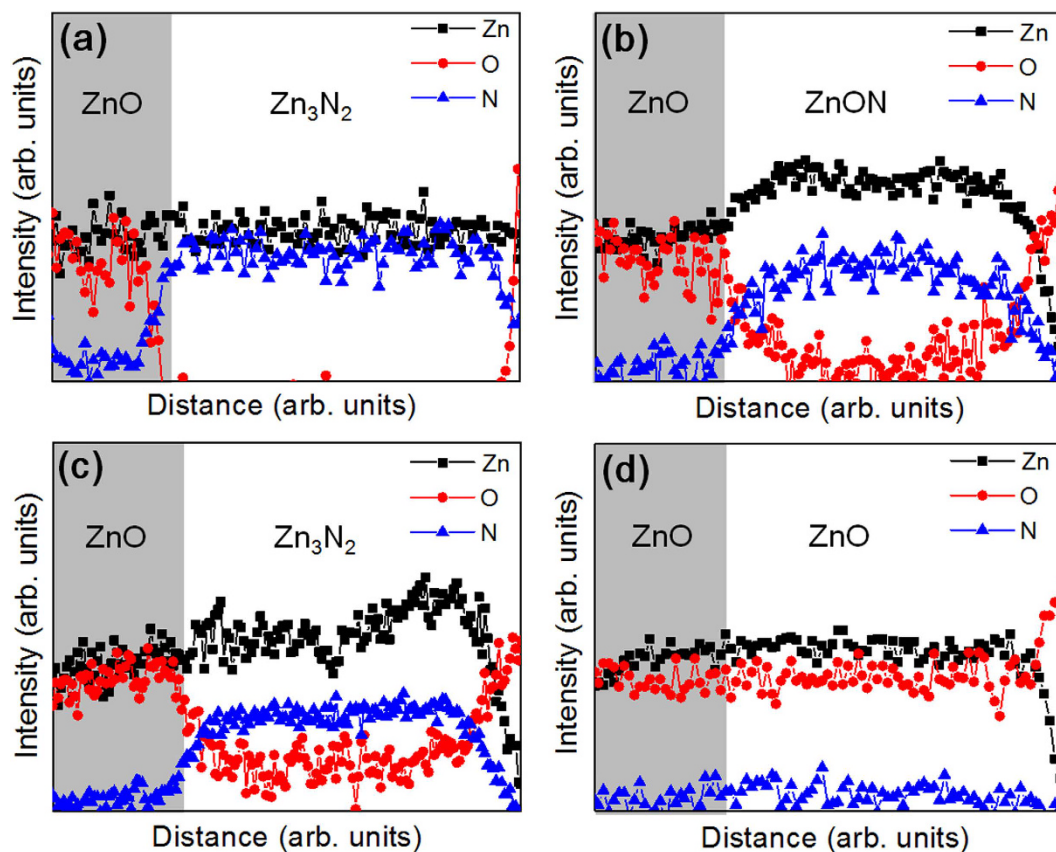 (a)
Zn
O
N
ZnO
Zn₃N₂
Intensity (arb. units)
Distance (arb. units)
(b)
Zn
O
N
ZnO
ZnON
Intensity (arb. units)
Distance (arb. units)
(c)
Zn
O
N
ZnO
Zn₃N₂
Intensity (arb. units)
Distance (arb. units)
(d)
Zn
O
N
ZnO
ZnO
Intensity (arb. units)
Distance (arb. units)